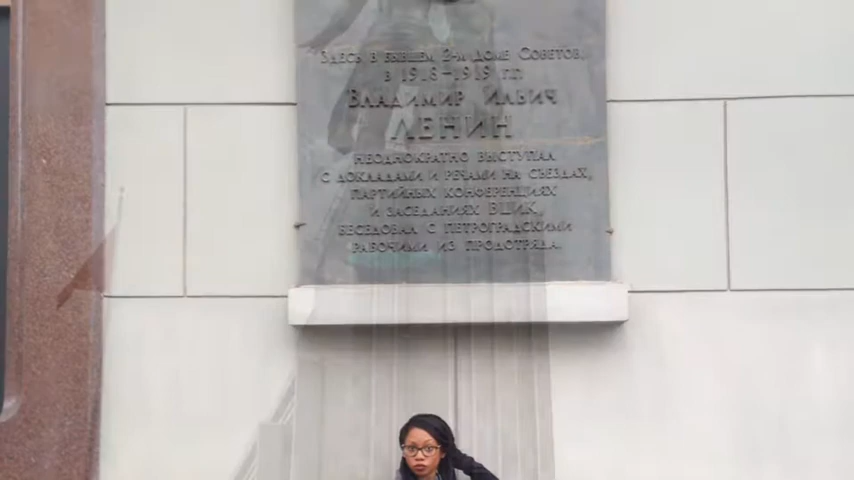 Здесь в бывшем 2-м Доме Советов
в 1918-1919 г.г.
Владимир Ильич
ЛЕНИН
неоднократно выступал
с докладами и речами на съездах,
партийных конференциях
и заседаниях ВЦИК,
беседовал с петроградскими
рабочими из продотряда.